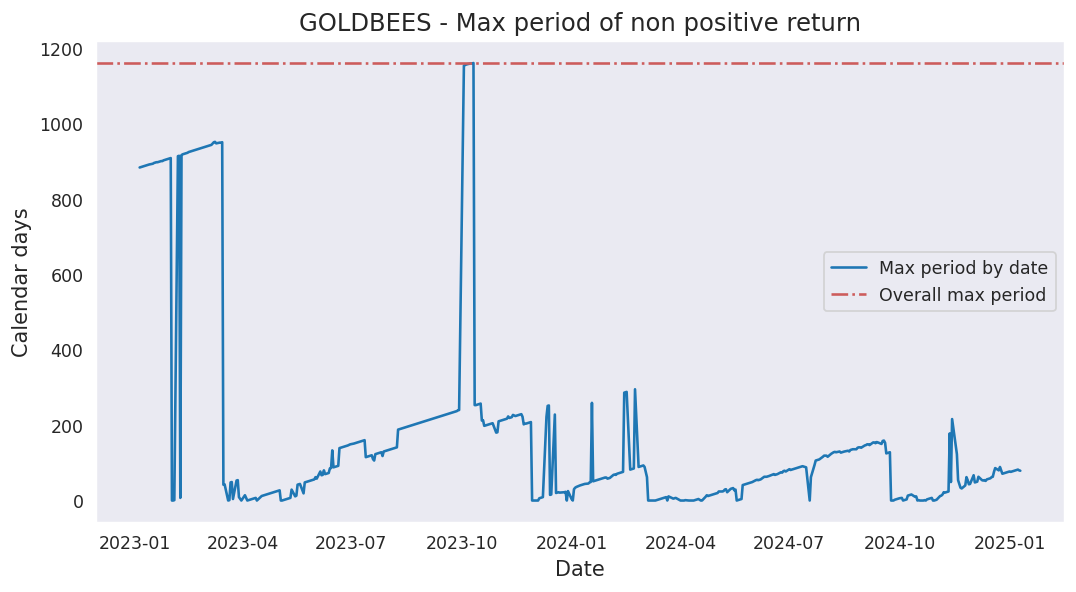 GOLDBEES - Max period of non positive return
1200
1000
800
600
400
200
0
Calendar days
Max period by date
Overall max period
2023-01 2023-04 2023-07 2023-10 2024-01 2024-04 2024-07 2024-10 2025-01
Date